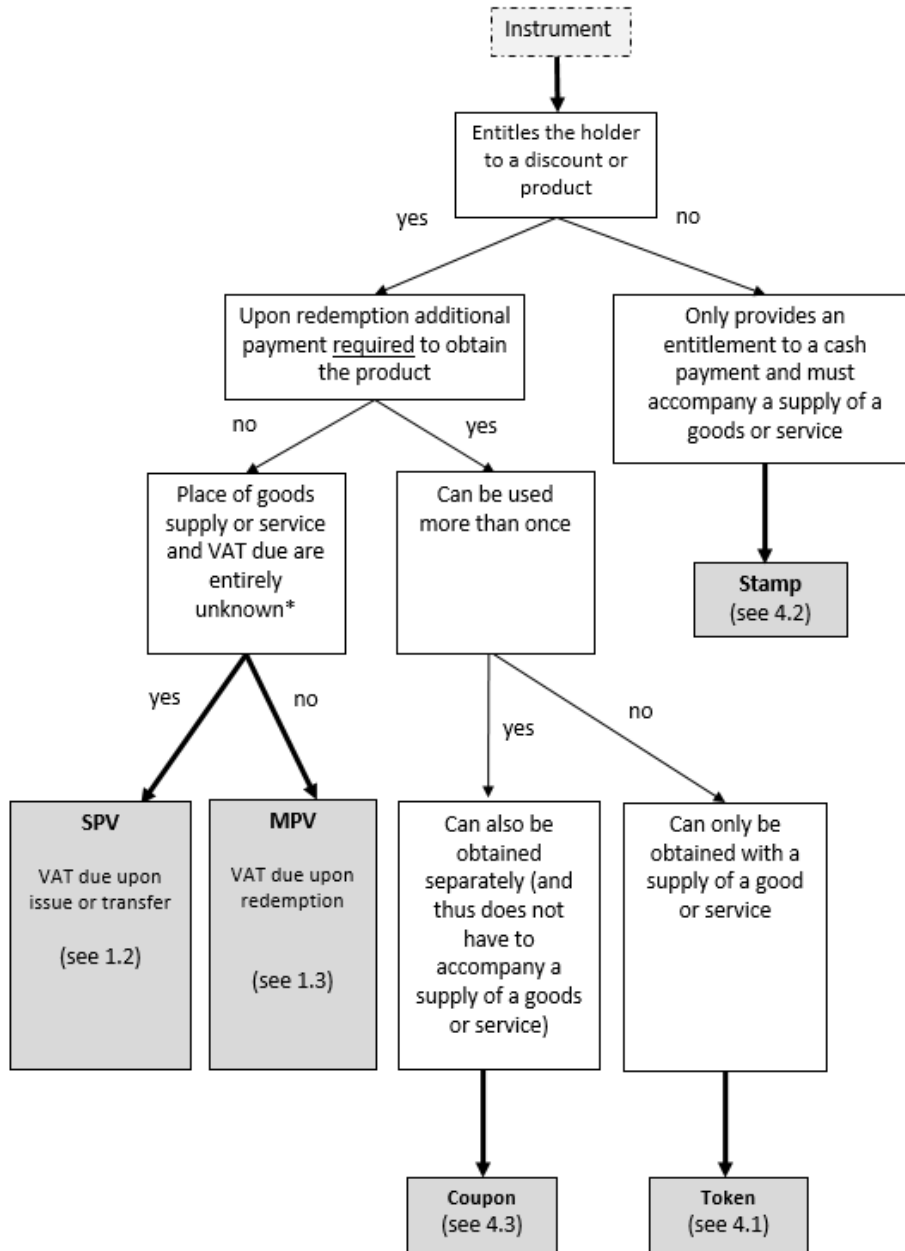 Instrument
Entitles the holder
to a discount or
product
yes
no
Upon redemption additional
payment required to obtain
the product
Only provides an
entitlement to a cash
payment and must
accompany a supply of a
goods or service
no
yes
Place of goods
supply or service
and VAT due are
entirely
unknown*
Can be used
more than once
Stamp
(see 4.2)
yes
no
yes
no
SPV
VAT due upon
issue or transfer
(see 1.2)
MPV
VAT due upon
redemption
(see 1.3)
Can also be
obtained
separately (and
thus does not
have to
accompany a
supply of a goods
or service)
Can only be
obtained with a
supply of a good
or service
Coupon
(see 4.3)
Token
(see 4.1)